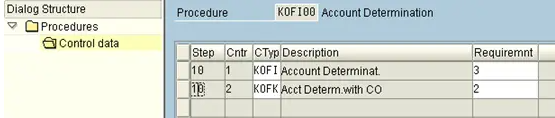 Dialog Structure
Procedures
Control data
Procedure KOFI00 Account Determination
Step Cntr CTyp Description Requiremnt
10 1 KOFI Account Determinat. 3
10 2 KOFK Acct Determ.with CO 2